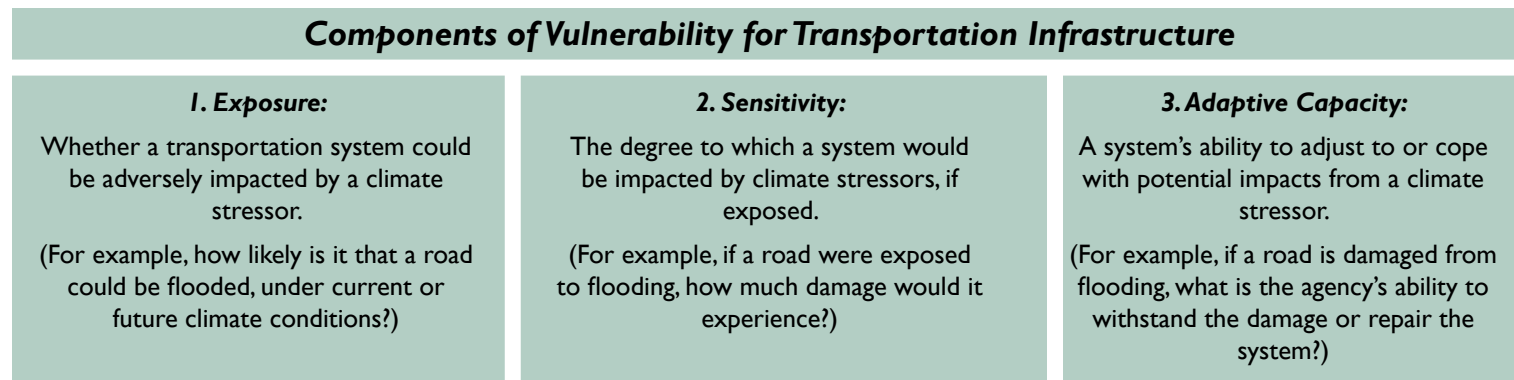 Components of Vulnerability for Transportation Infrastructure
1. Exposure:
Whether a transportation system could
be adversely impacted by a climate
stressor.
(For example, how likely is it that a road
could be flooded, under current or
future climate conditions?)
2. Sensitivity:
The degree to which a system would
be impacted by climate stressors, if
exposed.
(For example, if a road were exposed
to flooding, how much damage would it
experience?)
3. Adaptive Capacity:
A system’s ability to adjust to or cope
with potential impacts from a climate
stressor.
(For example, if a road is damaged from
flooding, what is the agency’s ability to
withstand the damage or repair the
system?)